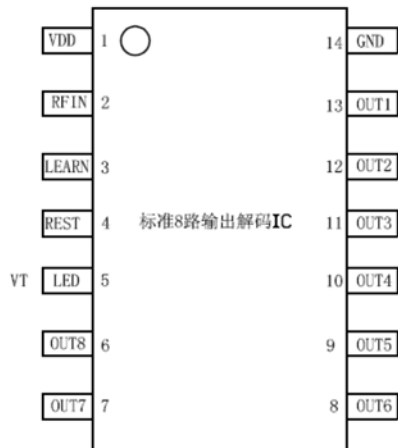 VDD 1 14 GND
RFIN 2 13 OUT1
LEARN 3 12 OUT2
REST 4 标准8路输出解码IC 11 OUT3
VT LED 5 10 OUT4
OUT8 6 9 OUT5
OUT7 7 8 OUT6